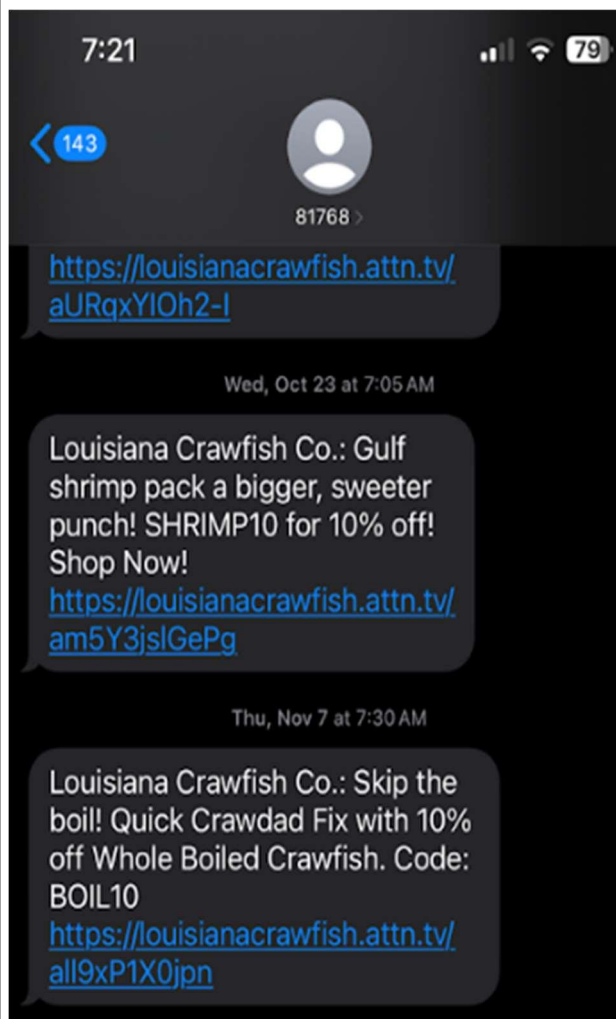 7:21
79
143
81768
https://louisianacrawfish.attn.tv/
aURqxYlOh2-I
Wed, Oct 23 at 7:05 AM
Louisiana Crawfish Co.: Gulf
shrimp pack a bigger, sweeter
punch! SHRIMP10 for 10% off!
Shop Now!
https://louisianacrawfish.attn.tv/
am5Y3jslGePg
Thu, Nov 7 at 7:30 AM
Louisiana Crawfish Co.: Skip the
boil! Quick Crawdad Fix with 10%
off Whole Boiled Crawfish. Code:
BOIL10
https://louisianacrawfish.attn.tv/
all9xP1X0jpn